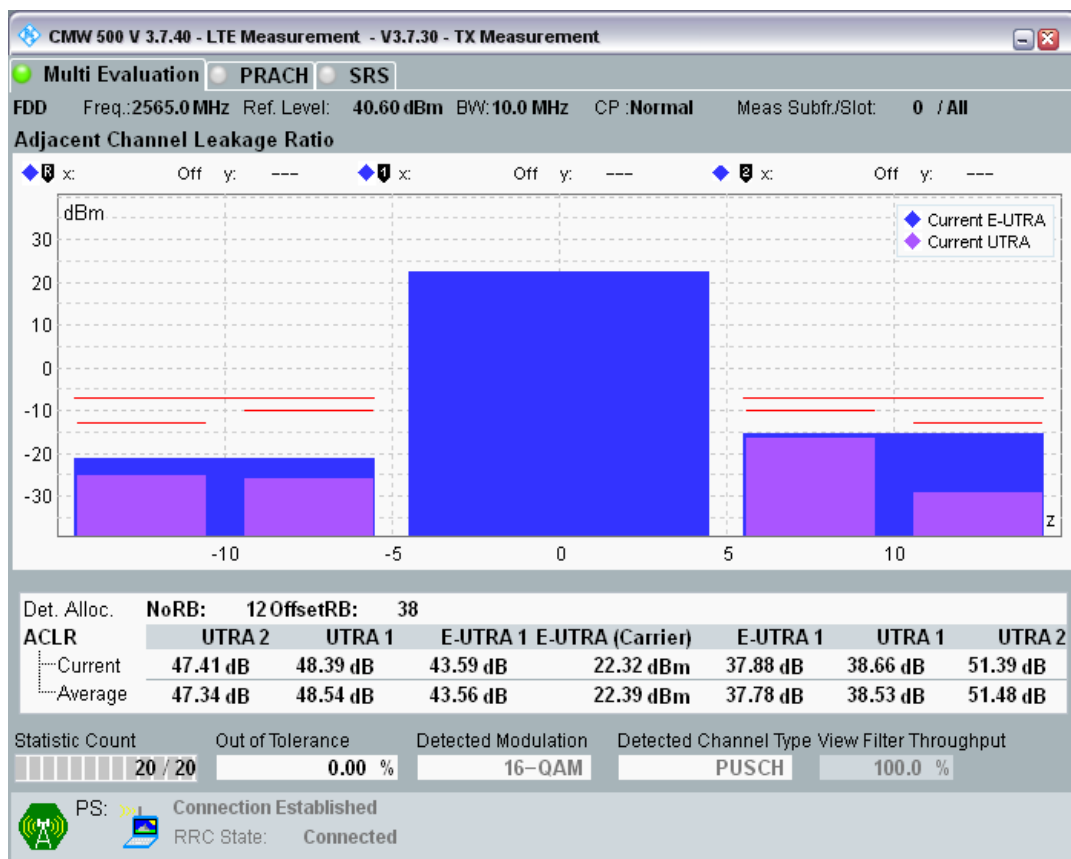 CMW 500 V 3.7.40 - LTE Measurement - V3.7.30 - TX Measurement
Multi Evaluation PRACH SRS
FDD Freq.:2565.0 MHz Ref. Level: 40.60 dBm BW:10.0 MHz CP :Normal Meas Subfr./Slot: 0 / All
Adjacent Channel Leakage Ratio
R x: Off y: --- 1 x: Off y: --- 2 x: Off y: ---
dBm
Current E-UTRA
Current UTRA
30
20
10
0
-10
-20
-30
z
-10 -5 0 5 10
Det. Alloc. NoRB: 12 OffsetRB: 38
ACLR UTRA 2 UTRA 1 E-UTRA 1 E-UTRA (Carrier) E-UTRA 1 UTRA 1 UTRA 2
Current 47.41 dB 48.39 dB 43.59 dB 22.32 dBm 37.88 dB 38.66 dB 51.39 dB
Average 47.34 dB 48.54 dB 43.56 dB 22.39 dBm 37.78 dB 38.53 dB 51.48 dB
Statistic Count Out of Tolerance Detected Modulation Detected Channel Type View Filter Throughput
20 / 20 0.00 % 16-QAM PUSCH 100.0 %
PS: Connection Established
RRC State: Connected